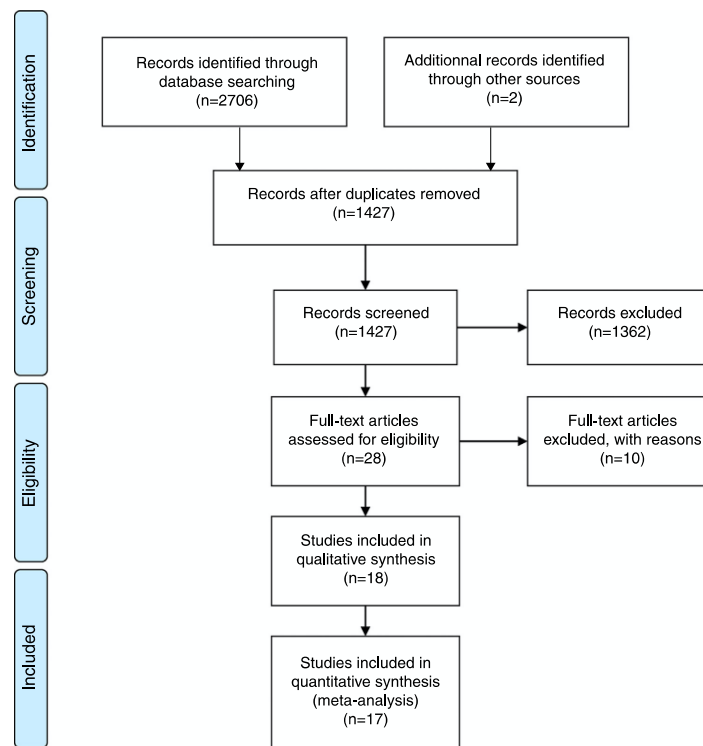 Identification
Records identified through
database searching
(n=2706)
Additionnal records identified
through other sources
(n=2)
Records after duplicates removed
(n=1427)
Screening
Records screened
(n=1427)
Records excluded
(n=1362)
Eligibility
Full-text articles
assessed for eligibility
(n=28)
Full-text articles
excluded, with reasons
(n=10)
Studies included in
qualitative synthesis
(n=18)
Included
Studies included in
quantitative synthesis
(meta-analysis)
(n=17)